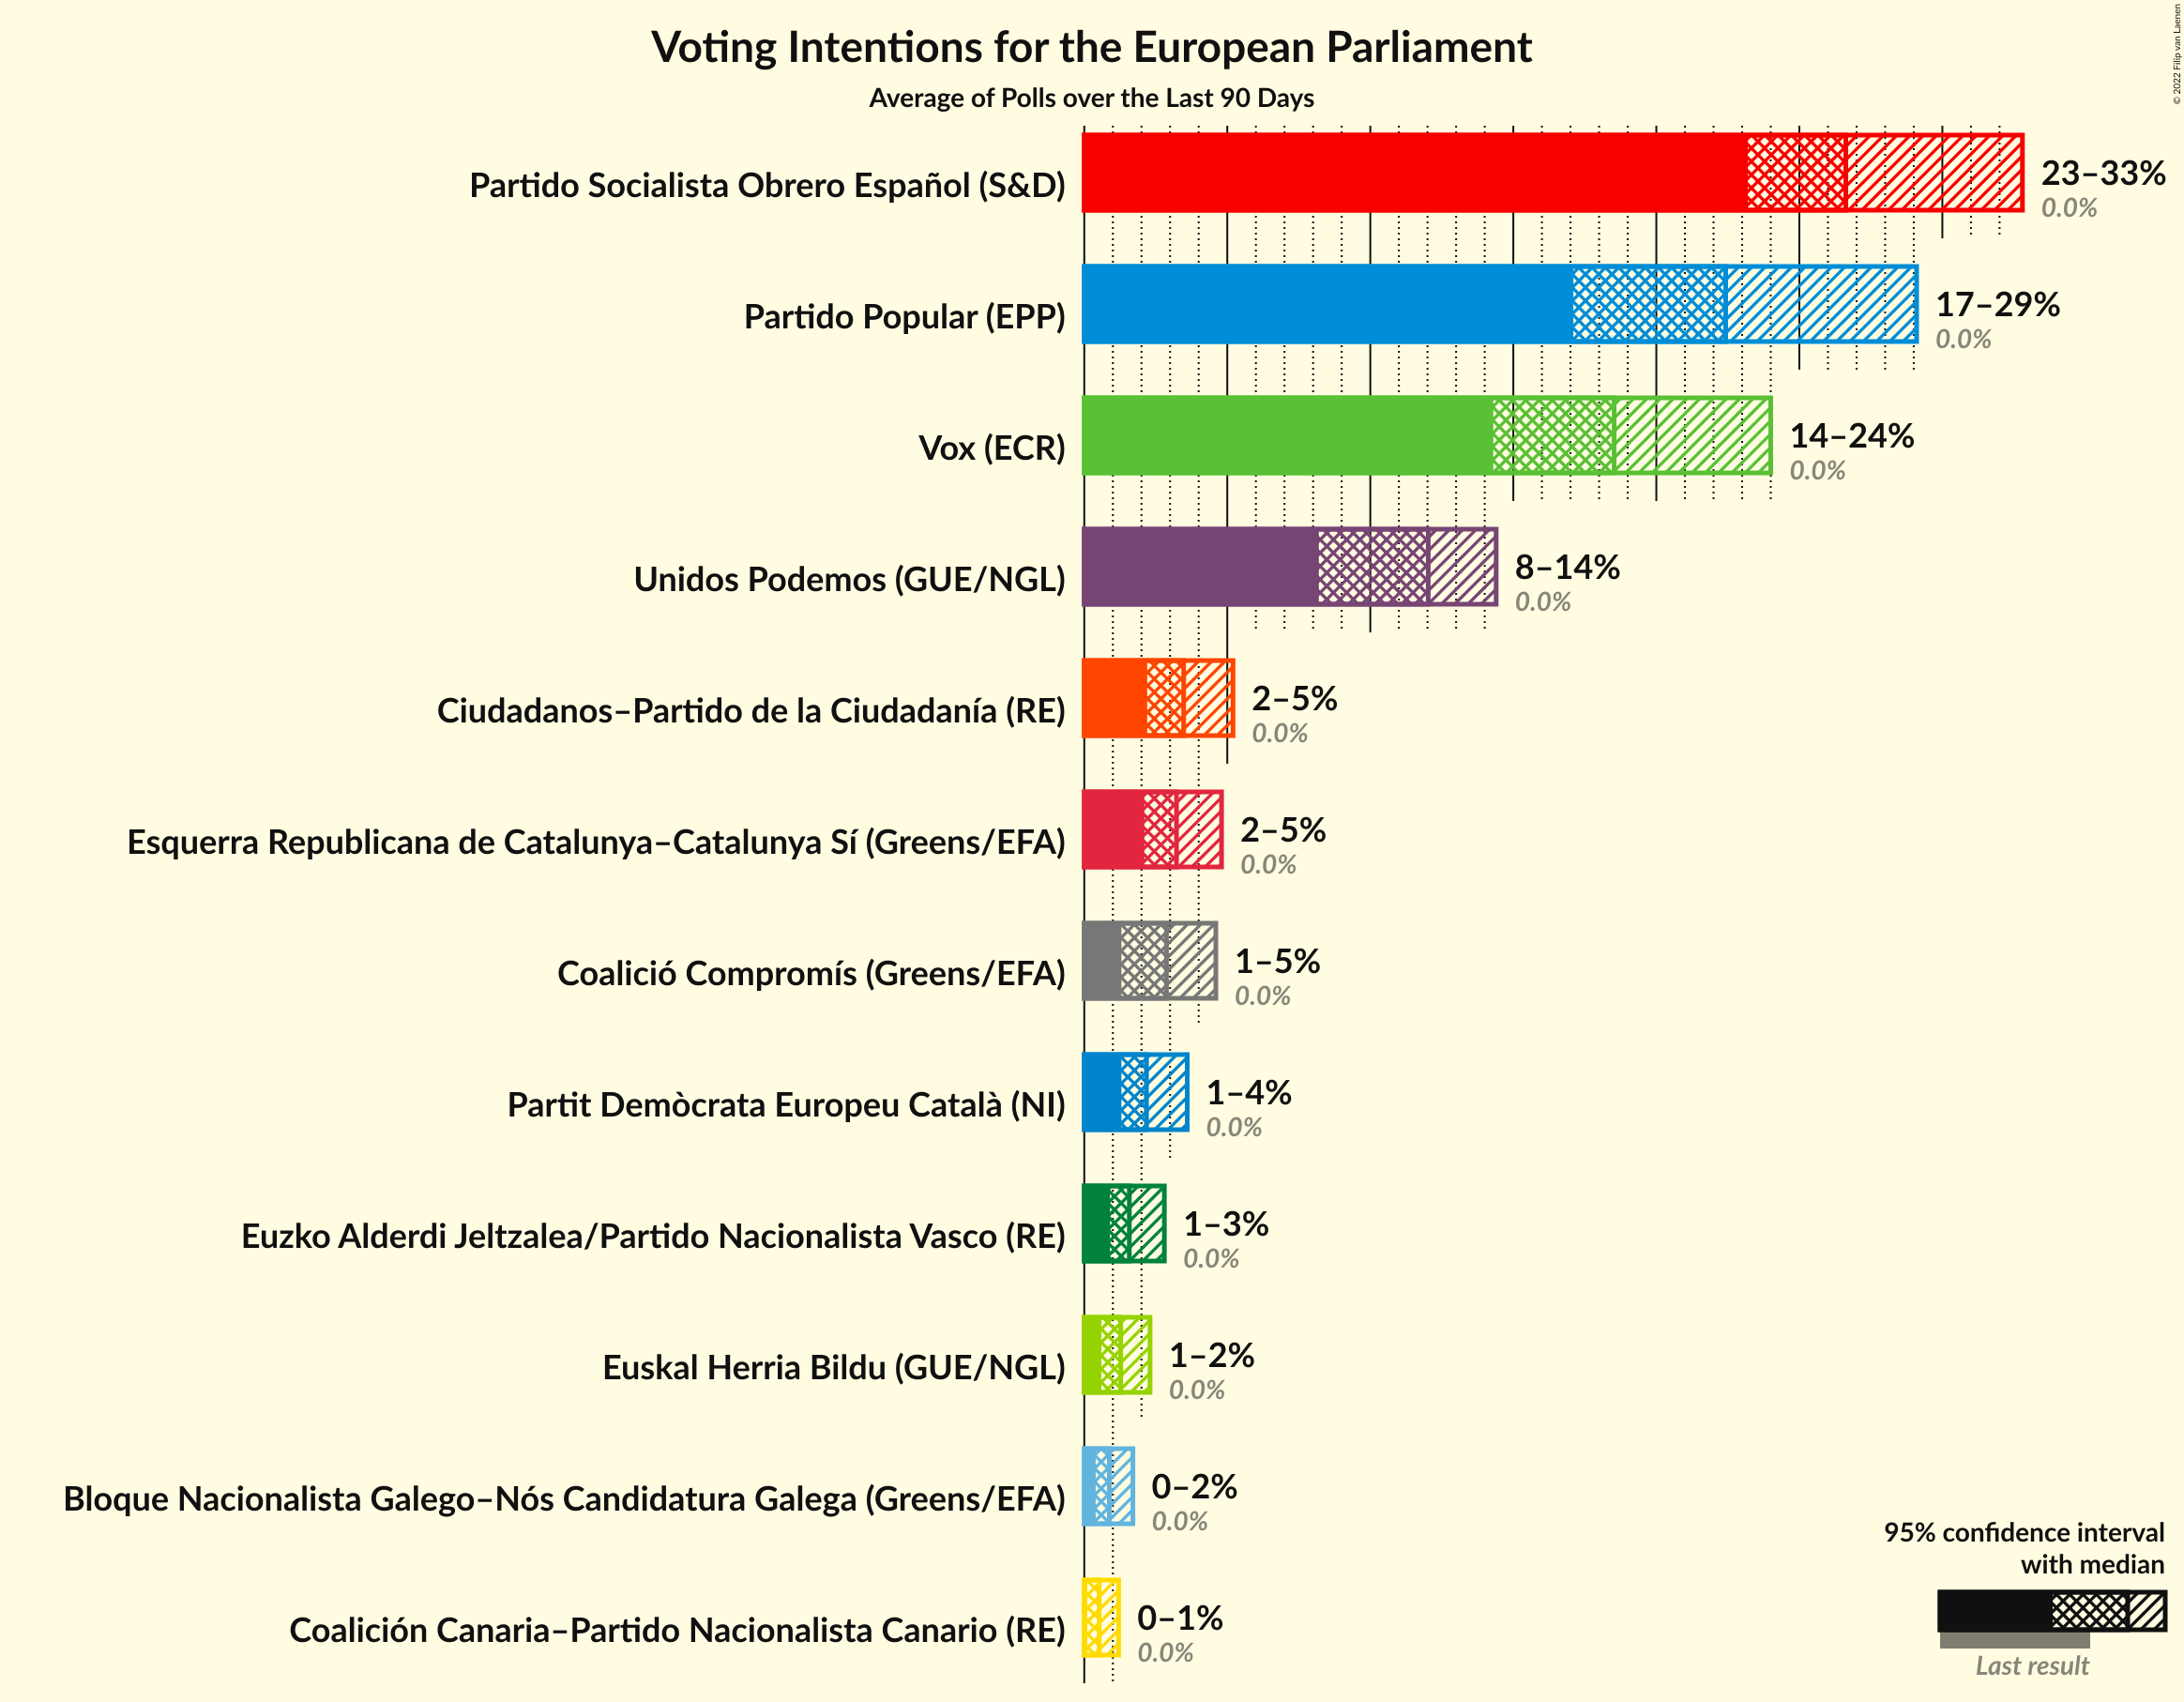 Voting Intentions for the European Parliament
Average of Polls over the Last 90 Days
© 2022 Filip van Laenen
Partido Socialista Obrero Español (S&D)
23–33%
0.0%
Partido Popular (EPP)
17–29%
0.0%
Vox (ECR)
14–24%
0.0%
Unidos Podemos (GUE/NGL)
8–14%
0.0%
Ciudadanos–Partido de la Ciudadanía (RE)
2–5%
0.0%
Esquerra Republicana de Catalunya–Catalunya Sí (Greens/EFA)
2–5%
0.0%
Coalició Compromís (Greens/EFA)
1–5%
0.0%
Partit Demòcrata Europeu Català (NI)
1–4%
0.0%
Euzko Alderdi Jeltzalea/Partido Nacionalista Vasco (RE)
1–3%
0.0%
Euskal Herria Bildu (GUE/NGL)
1–2%
0.0%
Bloque Nacionalista Galego–Nós Candidatura Galega (Greens/EFA)
0–2%
0.0%
Coalición Canaria–Partido Nacionalista Canario (RE)
0–1%
0.0%
95% confidence interval
with median
Last result